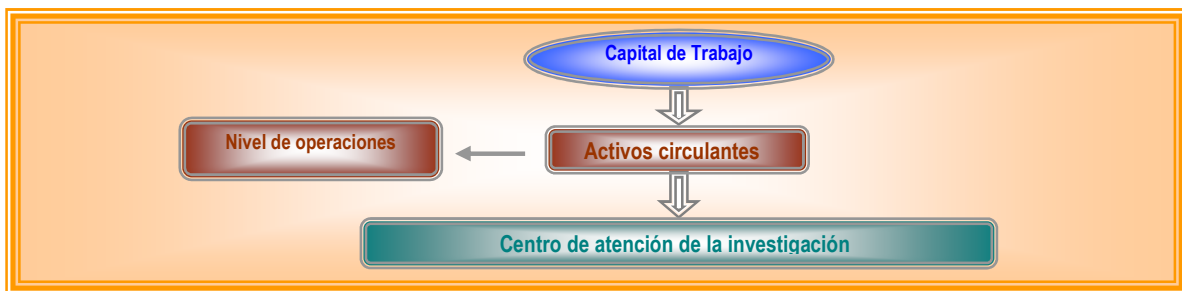 Capital de Trabajo
Nivel de operaciones
Activos circulantes
Centro de atención de la investigación